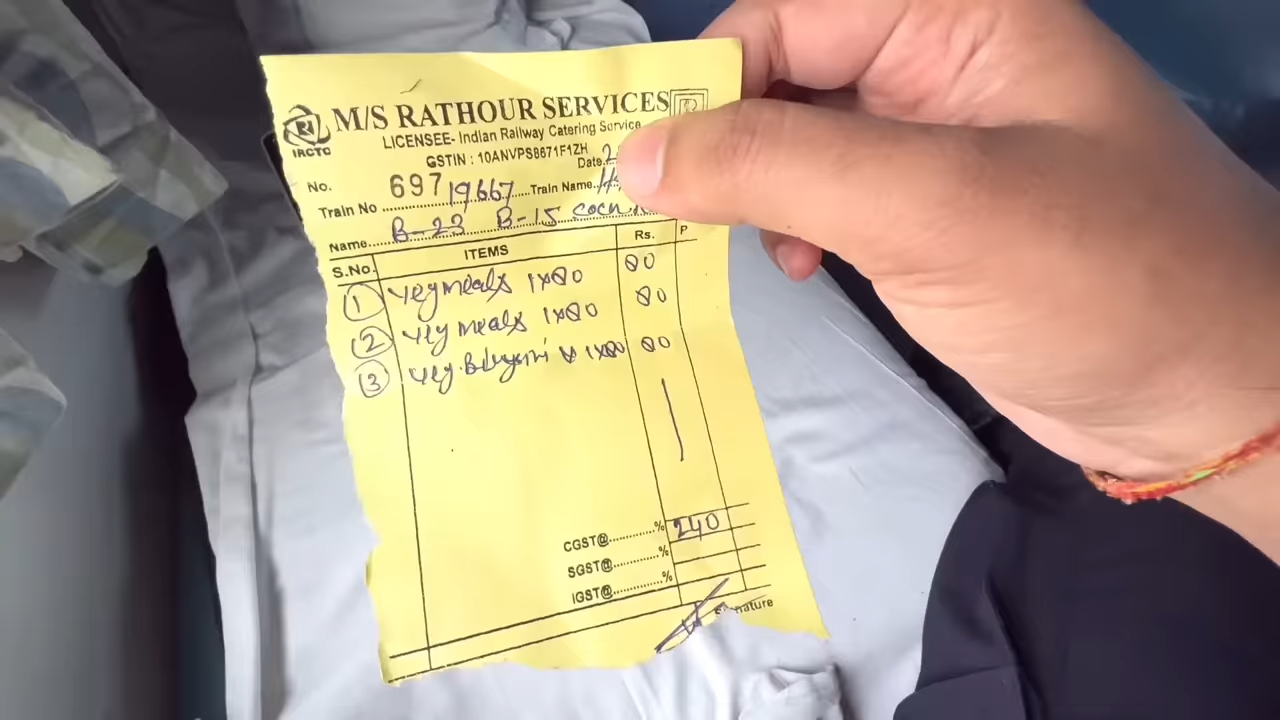 M/S RATHOUR SERVICES
IRCTC
LICENSEE- Indian Railway Catering Service
GSTIN : 10ANVPS8671F1ZH
Date.
No. 697
Train No 19667 Train Name
Name B-23 B-15
S.No. ITEMS Rs. P
1 veg meals 1x80 80
2 veg meals 1x80 80
3 veg. 1x80 80
240
CGST@............%
SGST@............%
IGST@............%
Signature